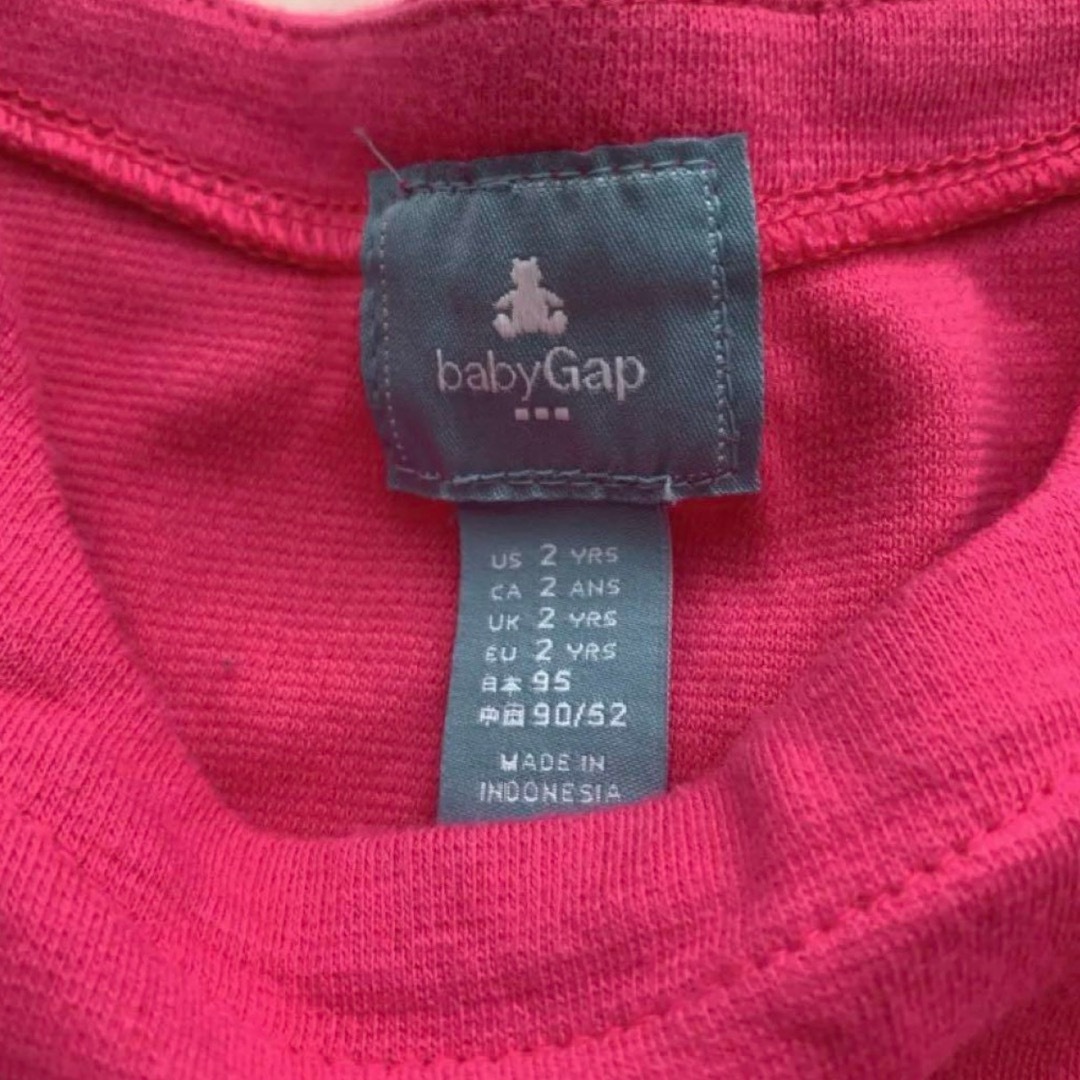 babyGap
US 2 YRS
CA 2 ANS
UK 2 YRS
EU 2 YRS
日本 95
中国 90/52
MADE IN
INDONESIA